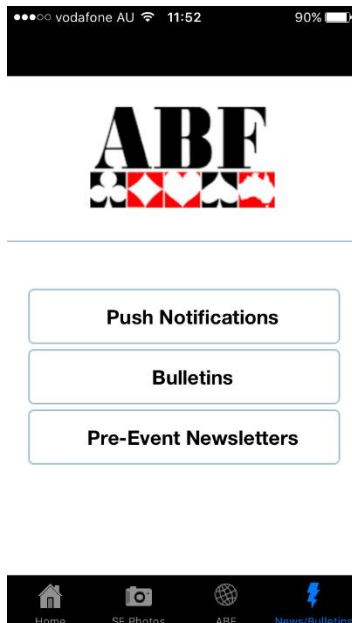 vodafone AU 11:52 90%
ABF
Push Notifications
Bulletins
Pre-Event Newsletters
Home SF Photos ABF News/Bulletins